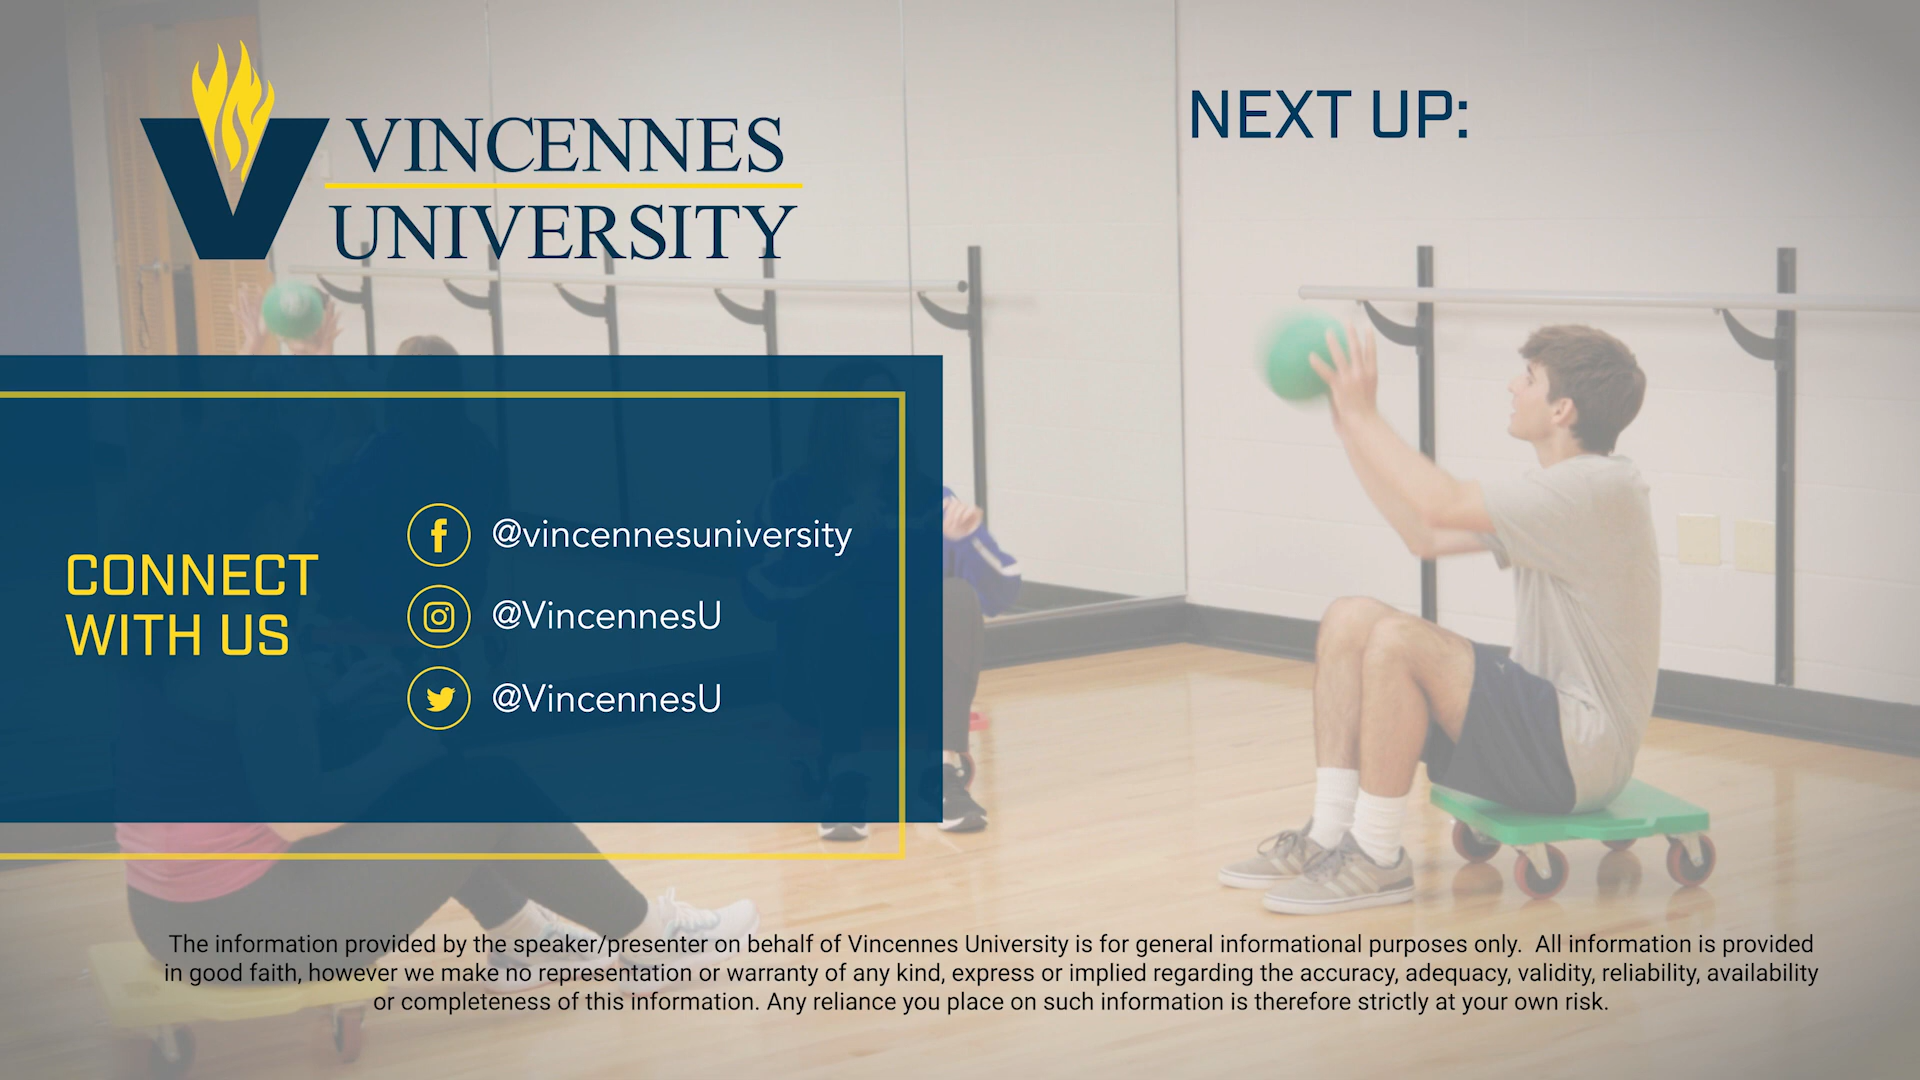 VINCENNES
UNIVERSITY
NEXT UP:
CONNECT
WITH US
@vincennesuniversity
@VincennesU
@VincennesU
The information provided by the speaker/presenter on behalf of Vincennes University is for general informational purposes only.  All information is provided
in good faith, however we make no representation or warranty of any kind, express or implied regarding the accuracy, adequacy, validity, reliability, availability
or completeness of this information. Any reliance you place on such information is therefore strictly at your own risk.